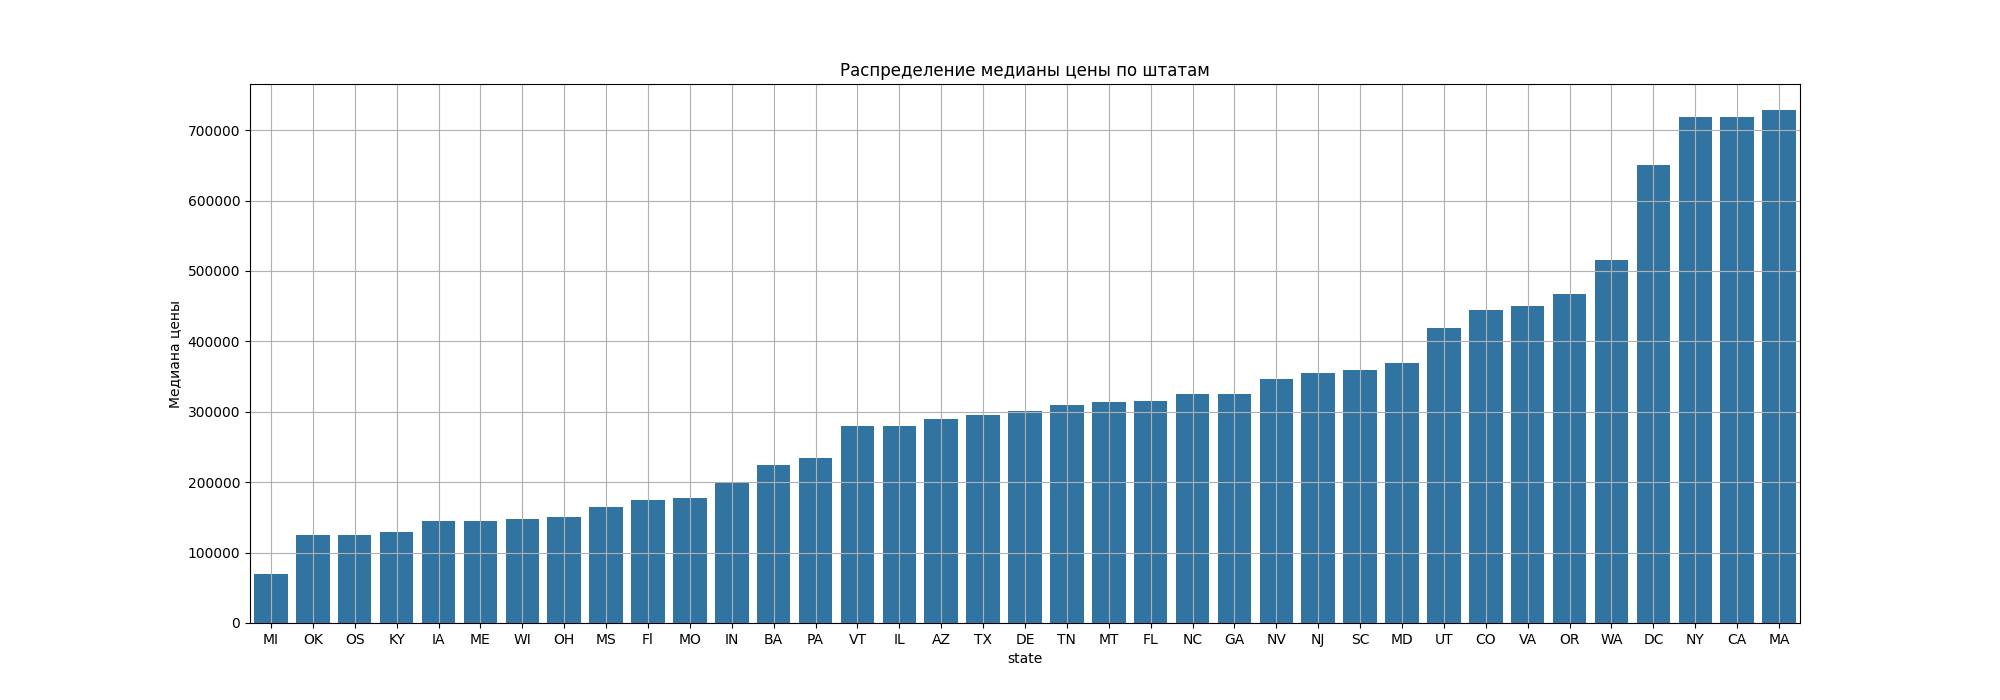 Распределение медианы цены по штатам
Медиана цены
700000
600000
500000
400000
300000
200000
100000
0
MI OK OS KY IA ME WI OH MS Fl MO IN BA PA VT IL AZ TX DE TN MT FL NC GA NV NJ SC MD UT CO VA OR WA DC NY CA MA
state